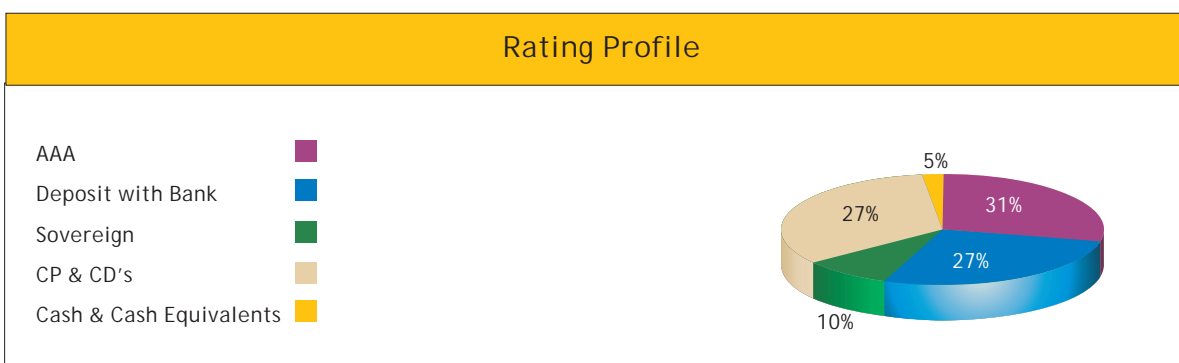 Rating Profile
AAA
Deposit with Bank
Sovereign
CP & CD's
Cash & Cash Equivalents
5%
31%
27%
27%
10%